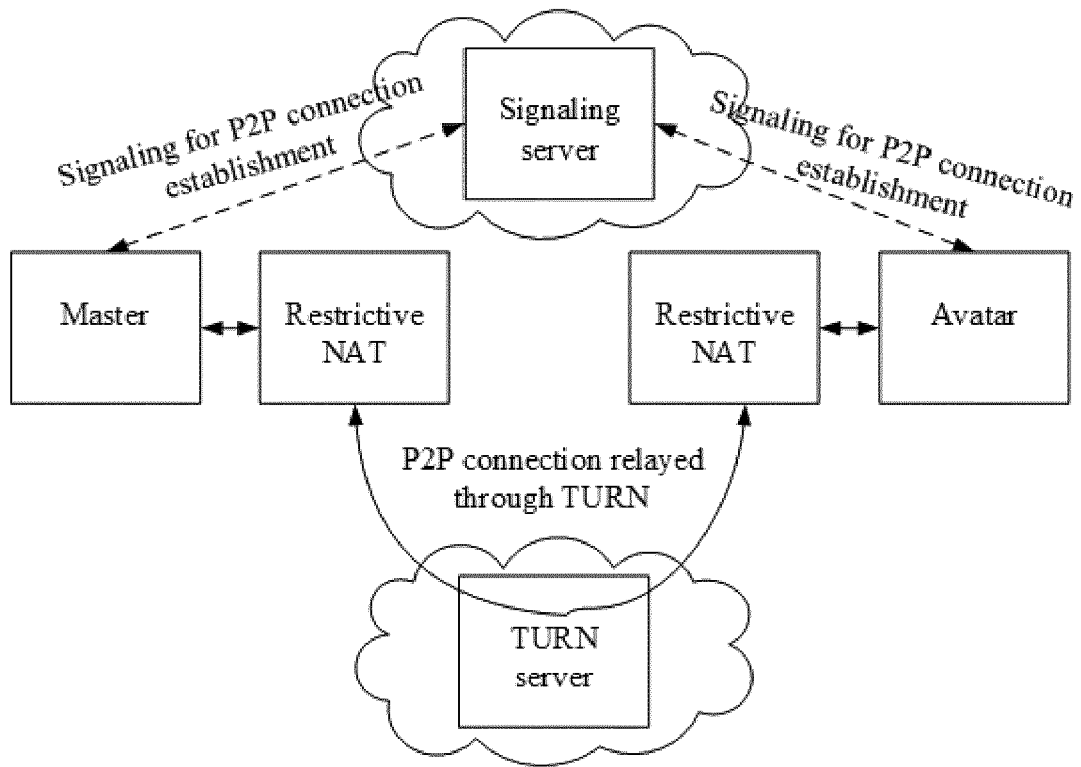 Signaling
server
Signaling for P2P connection
establishment
Signaling for P2P connection
establishment
Master
Restrictive
NAT
Restrictive
NAT
Avatar
P2P connection relayed
through TURN
TURN
server